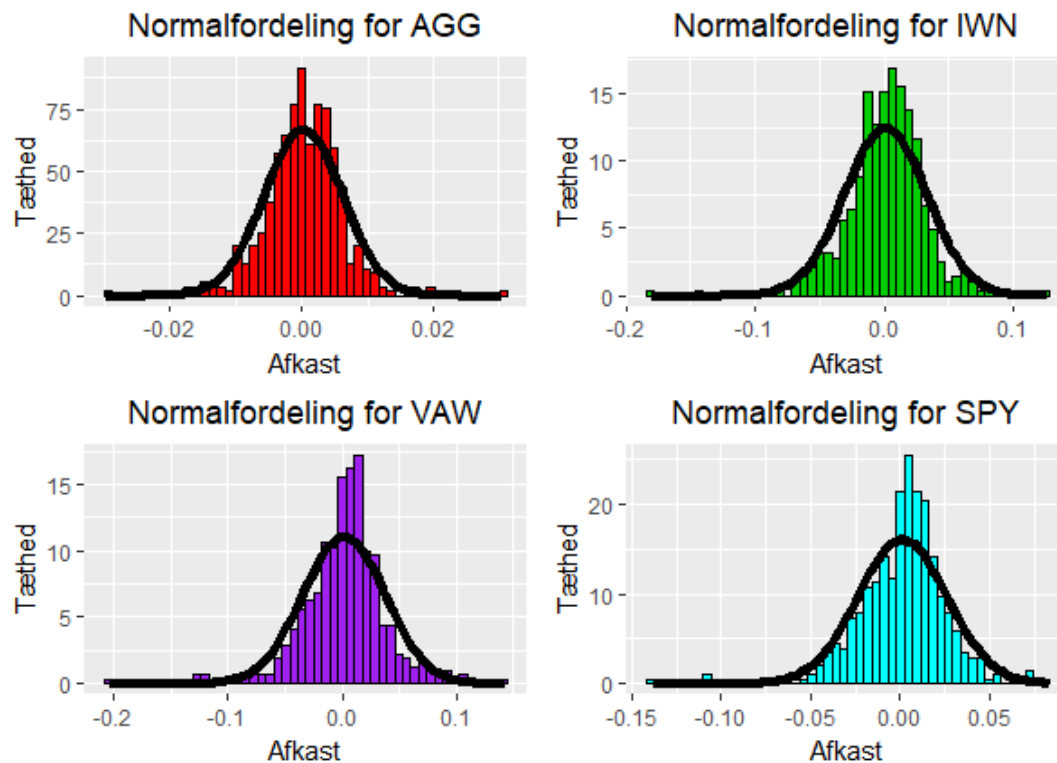 Normalfordeling for AGG
Tæthed
75
50
25
0
-0.02
0.00
0.02
Afkast
Normalfordeling for IWN
Tæthed
15
10
5
0
-0.2
-0.1
0.0
0.1
Afkast
Normalfordeling for VAW
Tæthed
15
10
5
0
-0.2
-0.1
0.0
0.1
Afkast
Normalfordeling for SPY
Tæthed
20
10
0
-0.15
-0.10
-0.05
0.00
0.05
Afkast